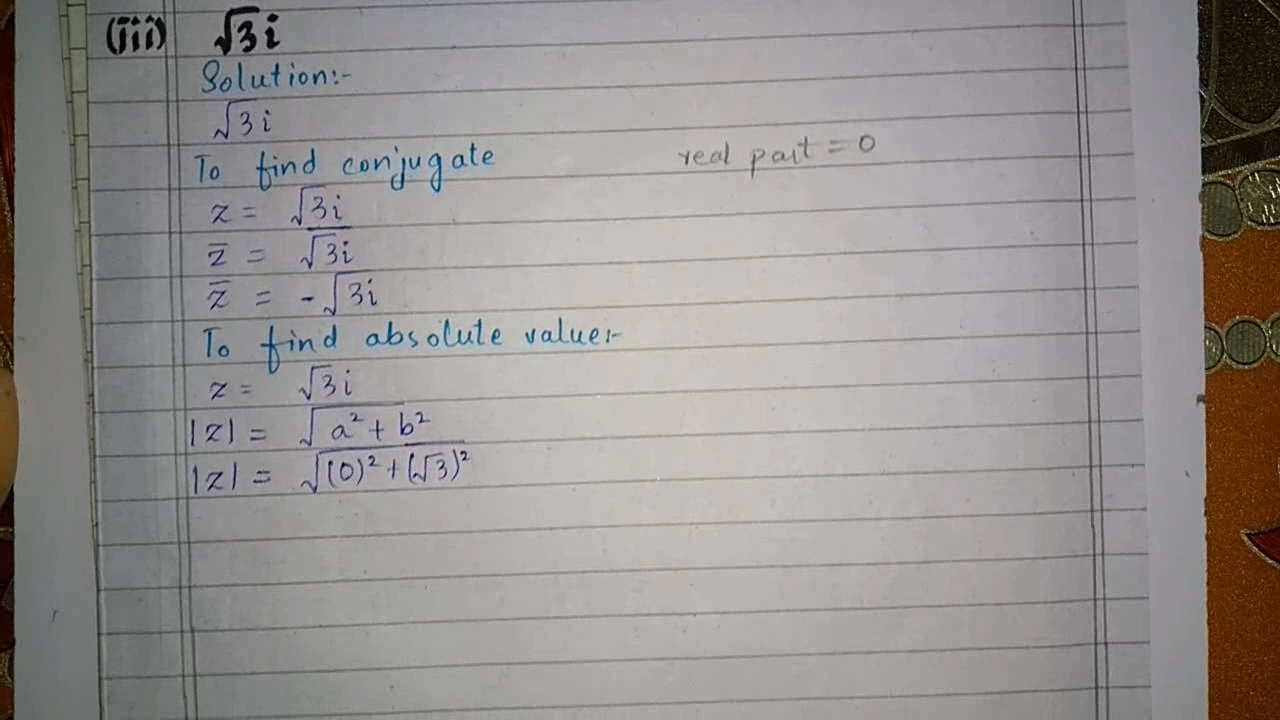 (iii) √3i
Solution:-
√3i
To find conjugate
real part = 0
z = √3i
z̅ = \overline{√3i}
z̅ = -√3i
To find absolute value:-
z = √3i
|z| = √(a² + b²)
|z| = √((0)² + (√3)²)